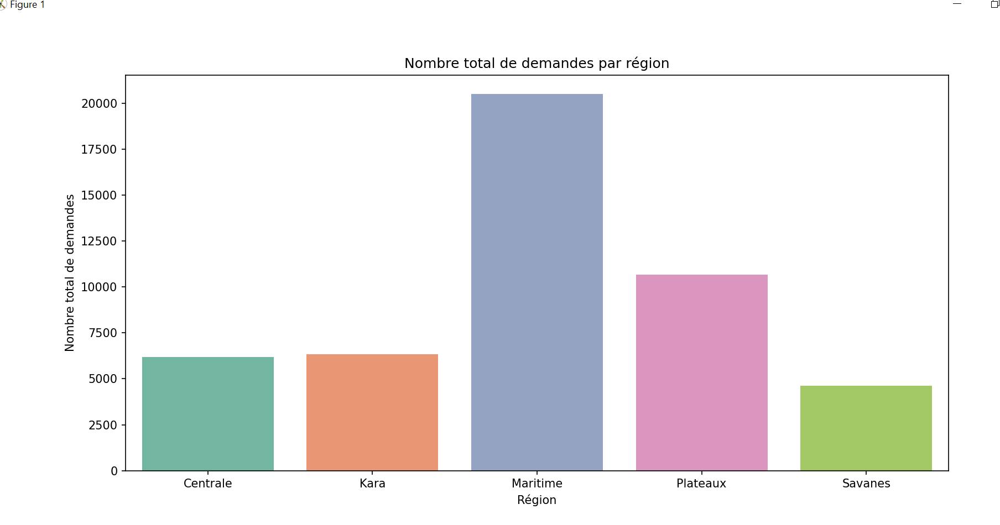 Figure 1
Nombre total de demandes par région
20000
17500
15000
12500
10000
7500
5000
2500
0
Nombre total de demandes
Centrale Kara Maritime Plateaux Savanes
Région